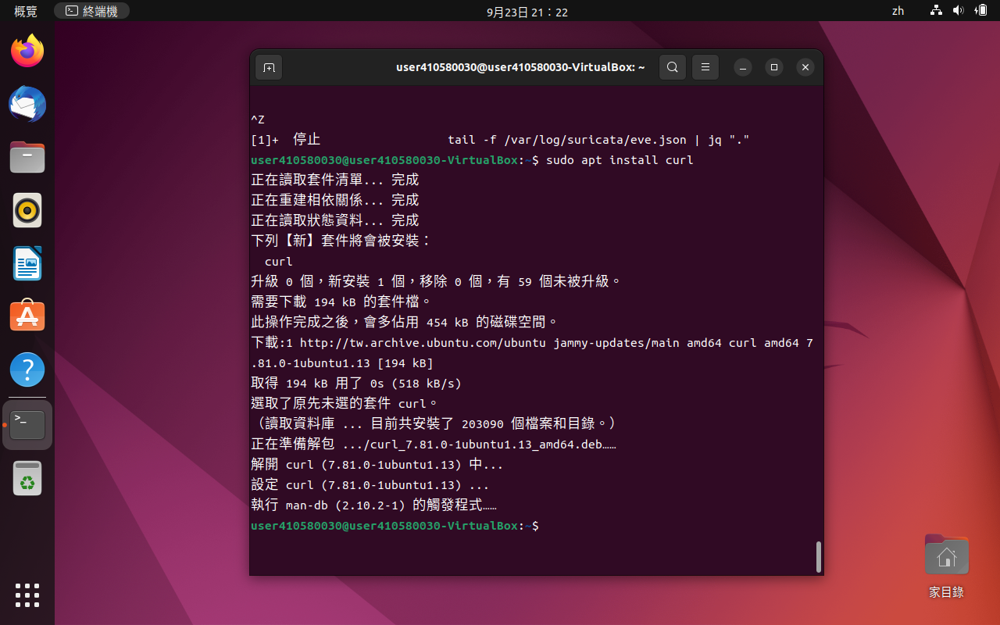 概覽
終端機
9月23日 21：22
zh
user410580030@user410580030-VirtualBox: ~
^Z
[1]+  停止                  tail -f /var/log/suricata/eve.json | jq "."
user410580030@user410580030-VirtualBox:~$ sudo apt install curl
正在讀取套件清單... 完成
正在重建相依關係... 完成
正在讀取狀態資料... 完成
下列【新】套件將會被安裝：
  curl
升級 0 個，新安裝 1 個，移除 0 個，有 59 個未被升級。
需要下載 194 kB 的套件檔。
此操作完成之後，會多佔用 454 kB 的磁碟空間。
下載:1 http://tw.archive.ubuntu.com/ubuntu jammy-updates/main amd64 curl amd64 7
.81.0-1ubuntu1.13 [194 kB]
取得 194 kB 用了 0s (518 kB/s)
選取了原先未選的套件 curl。
（讀取資料庫 ... 目前共安裝了 203090 個檔案和目錄。）
正在準備解包 .../curl_7.81.0-1ubuntu1.13_amd64.deb……
解開 curl (7.81.0-1ubuntu1.13) 中...
設定 curl (7.81.0-1ubuntu1.13) ...
執行 man-db (2.10.2-1) 的觸發程式……
user410580030@user410580030-VirtualBox:~$
家目錄